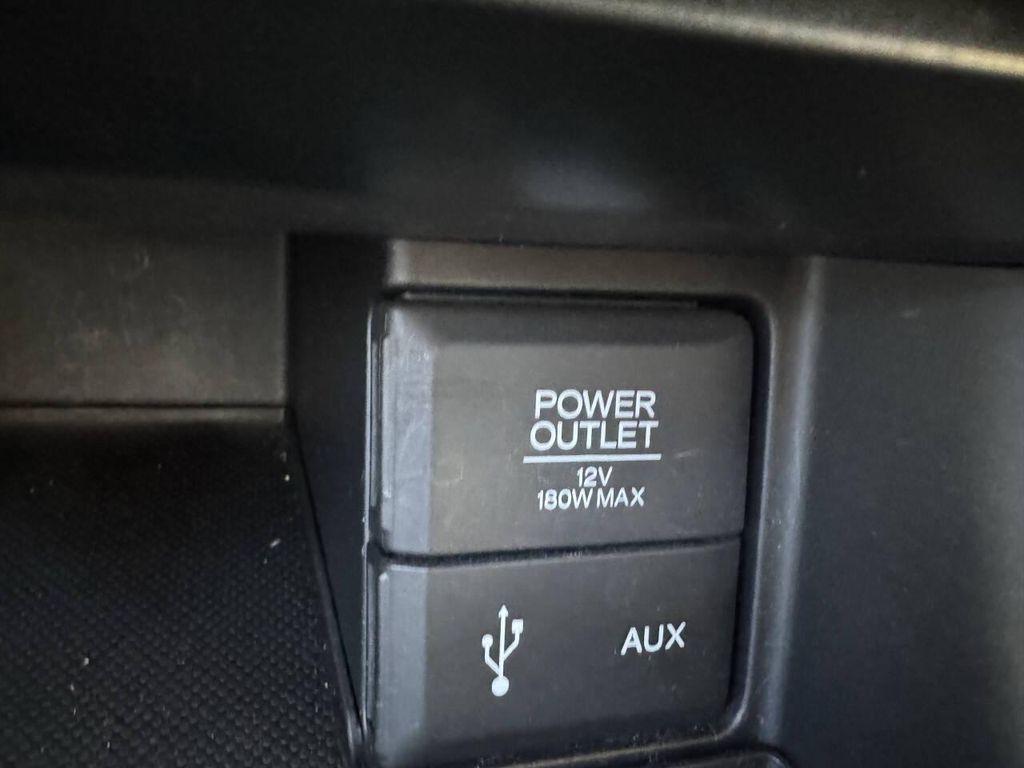 POWER
OUTLET
12V
180W MAX
AUX